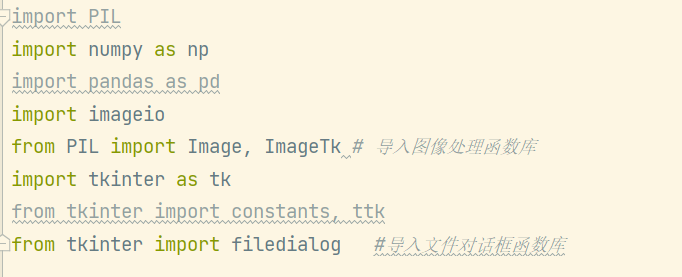 import PIL
import numpy as np
import pandas as pd
import imageio
from PIL import Image, ImageTk # 导入图像处理函数库
import tkinter as tk
from tkinter import constants, ttk
from tkinter import filedialog   #导入文件对话框函数库